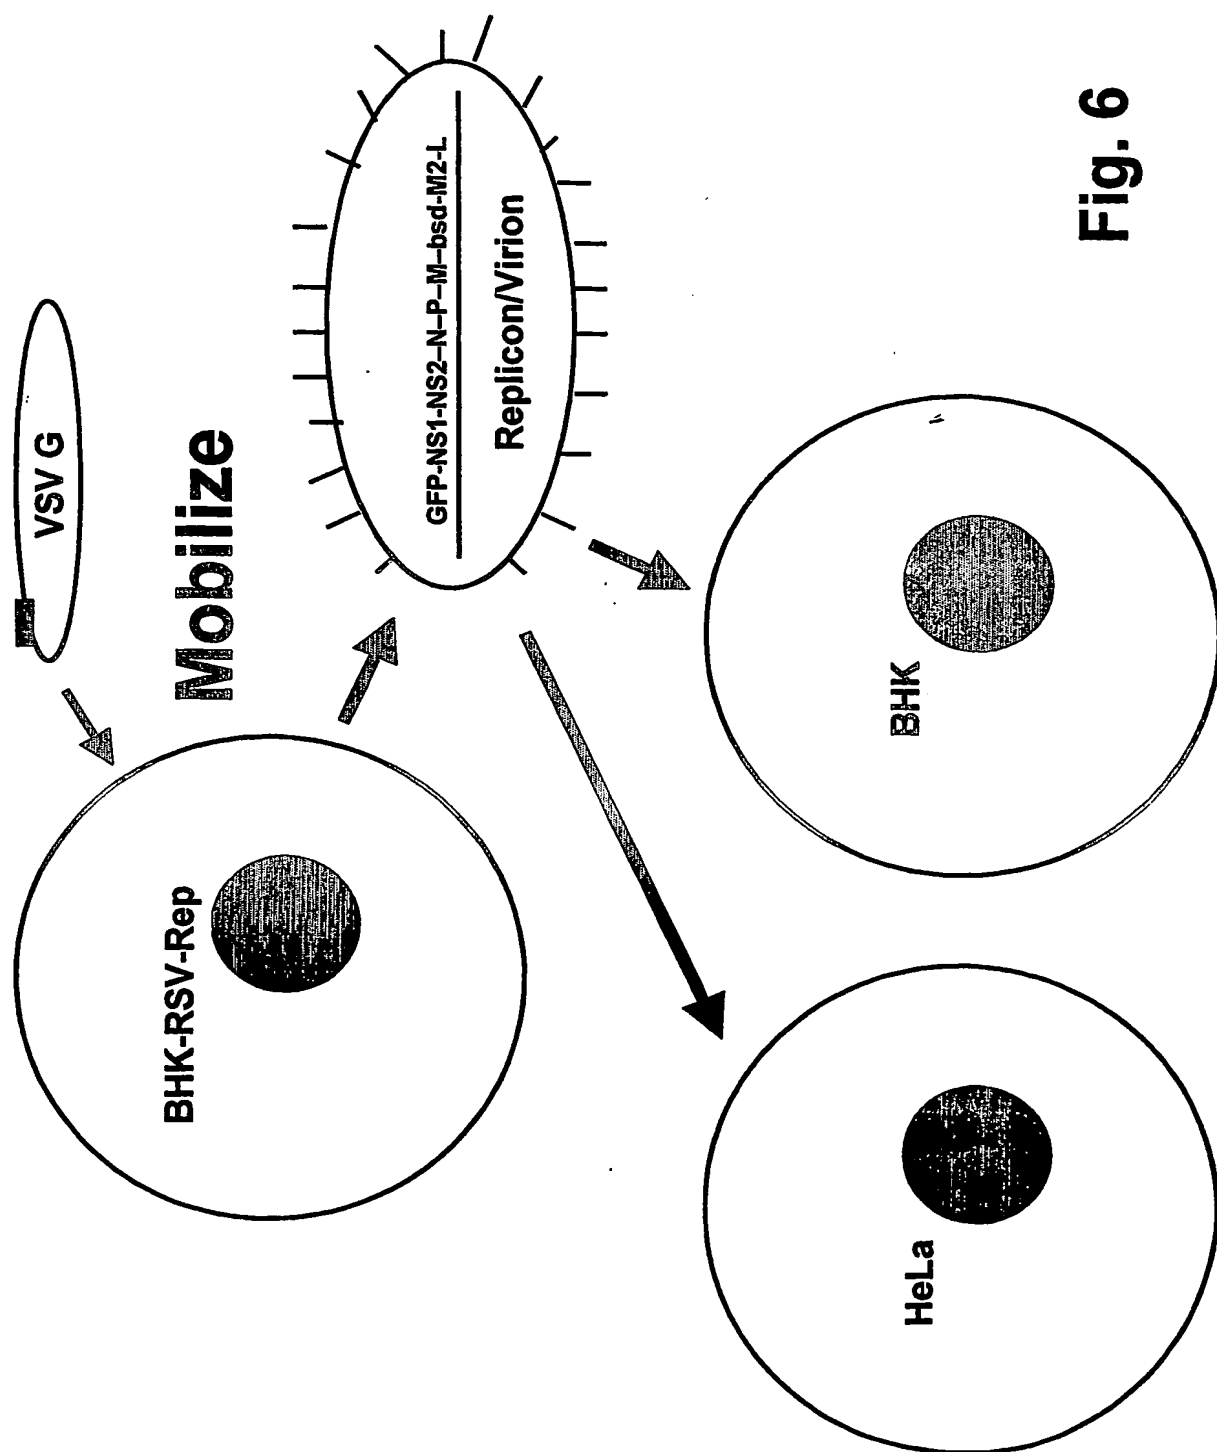 VSV G
BHK-RSV-Rep
Mobilize
GFP-NS1-NS2–N–P–M–bsd-M2-L
Replicon/Virion
HeLa
BHK
Fig. 6